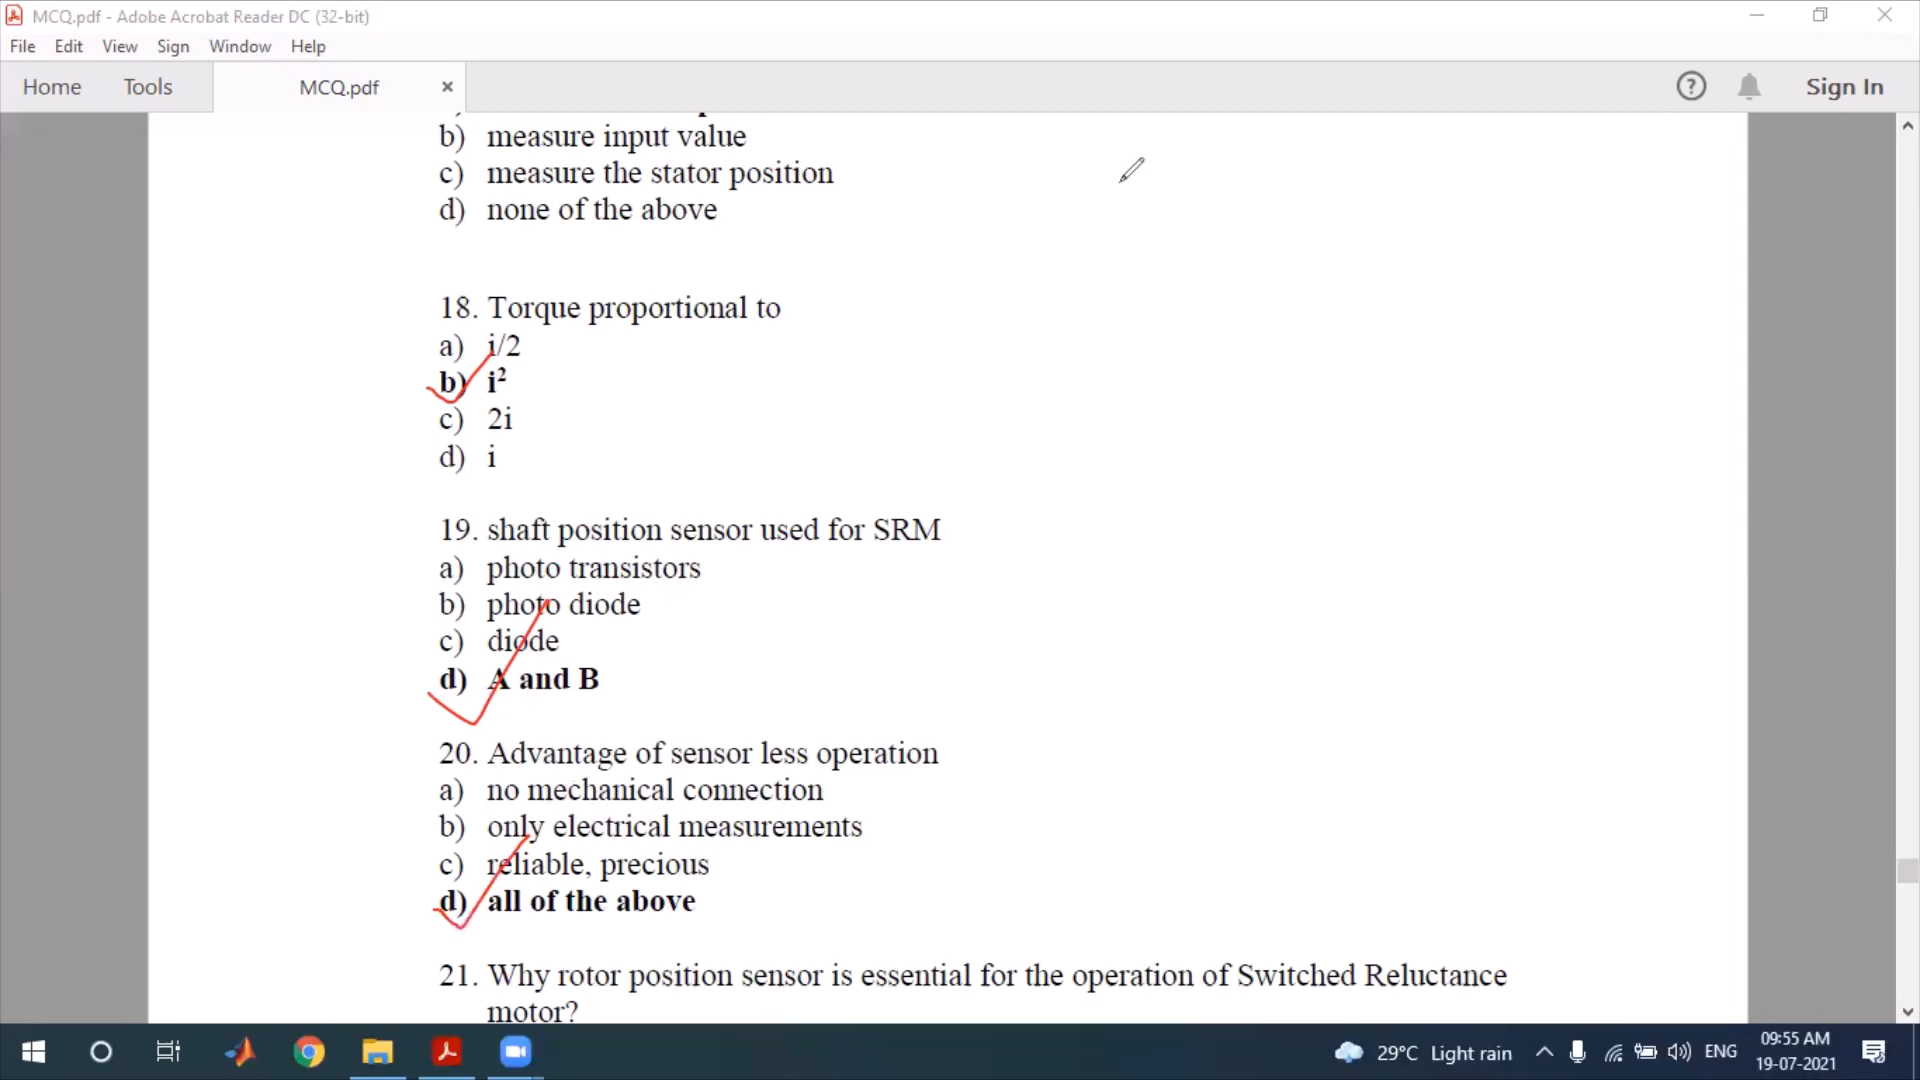 MCQ.pdf - Adobe Acrobat Reader DC (32-bit)
File Edit View Sign Window Help
Home Tools MCQ.pdf × ? Sign In
b) measure input value
c) measure the stator position
d) none of the above
18. Torque proportional to
a) i/2
b) i²
c) 2i
d) i
19. shaft position sensor used for SRM
a) photo transistors
b) photo diode
c) diode
d) A and B
20. Advantage of sensor less operation
a) no mechanical connection
b) only electrical measurements
c) reliable, precious
d) all of the above
21. Why rotor position sensor is essential for the operation of Switched Reluctance
motor?
29°C Light rain ENG 09:55 AM
19-07-2021